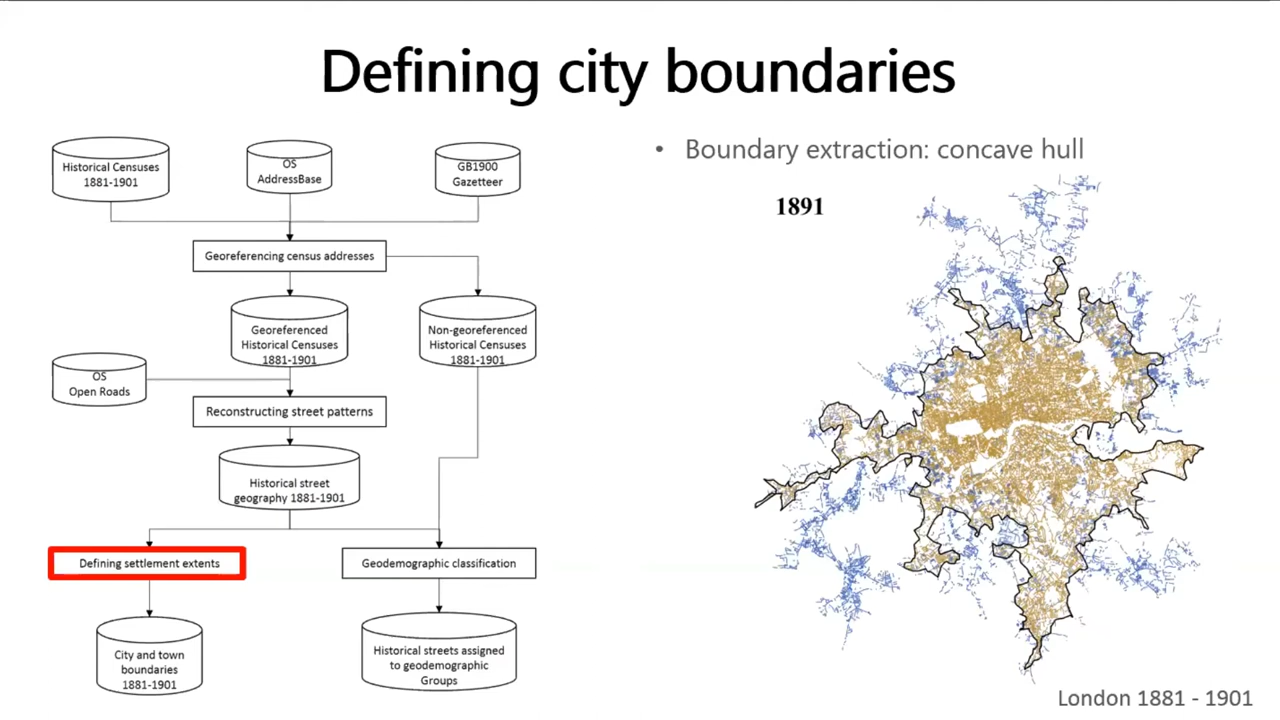 Defining city boundaries
Historical Censuses
1881-1901
OS
AddressBase
GB1900
Gazetteer
Georeferencing census addresses
Georeferenced
Historical Censuses
1881-1901
Non-georeferenced
Historical Censuses
1881-1901
OS
Open Roads
Reconstructing street patterns
Historical street
geography 1881-1901
Defining settlement extents
Geodemographic classification
City and town
boundaries
1881-1901
Historical streets assigned
to geodemographic
Groups
• Boundary extraction: concave hull
1891
London 1881 - 1901